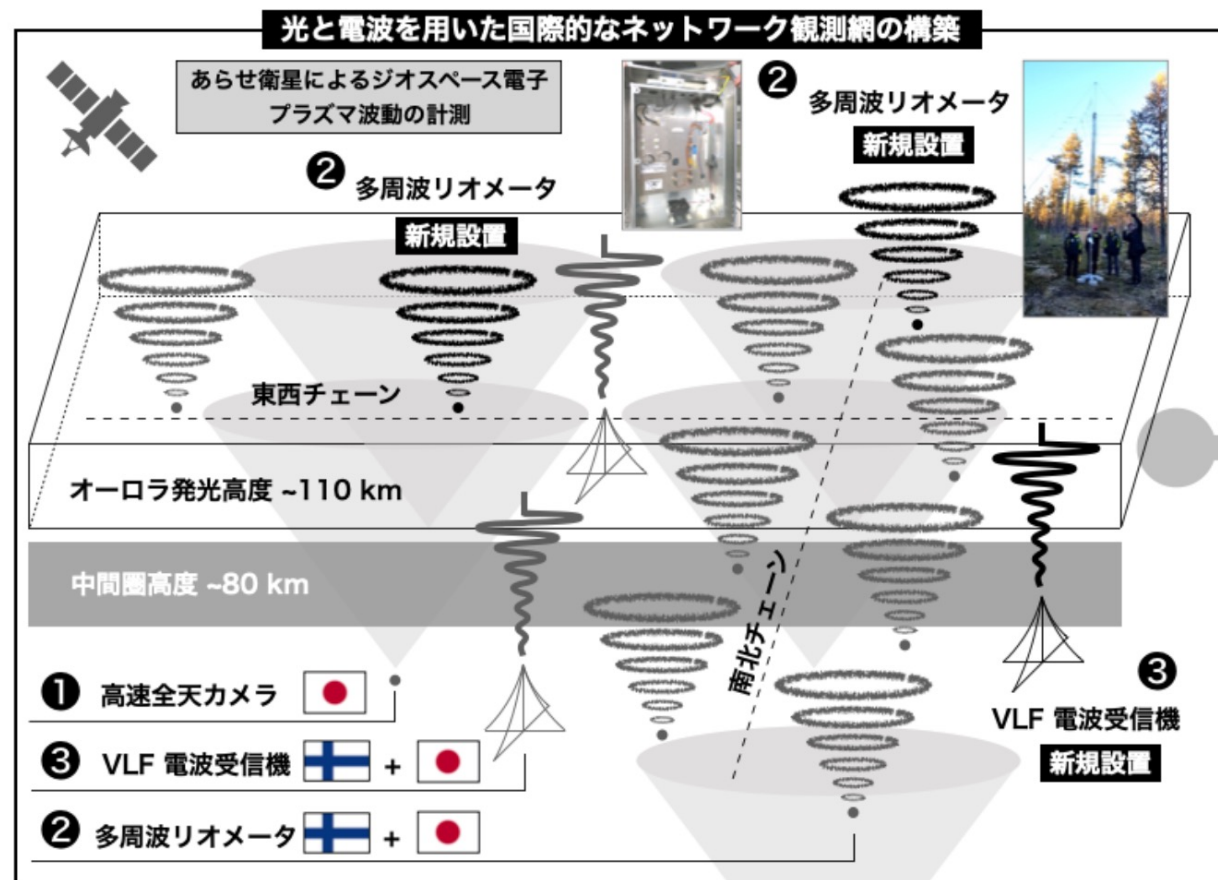 光と電波を用いた国際的なネットワーク観測網の構築
あらせ衛星によるジオスペース電子
プラズマ波動の計測
❷
多周波リオメータ
新規設置
❷
多周波リオメータ
新規設置
東西チェーン
オーロラ発光高度 ~110 km
中間圏高度 ~80 km
南北チェーン
❶ 高速全天カメラ
❸ VLF 電波受信機 +
❷ 多周波リオメータ +
❸
VLF 電波受信機
新規設置